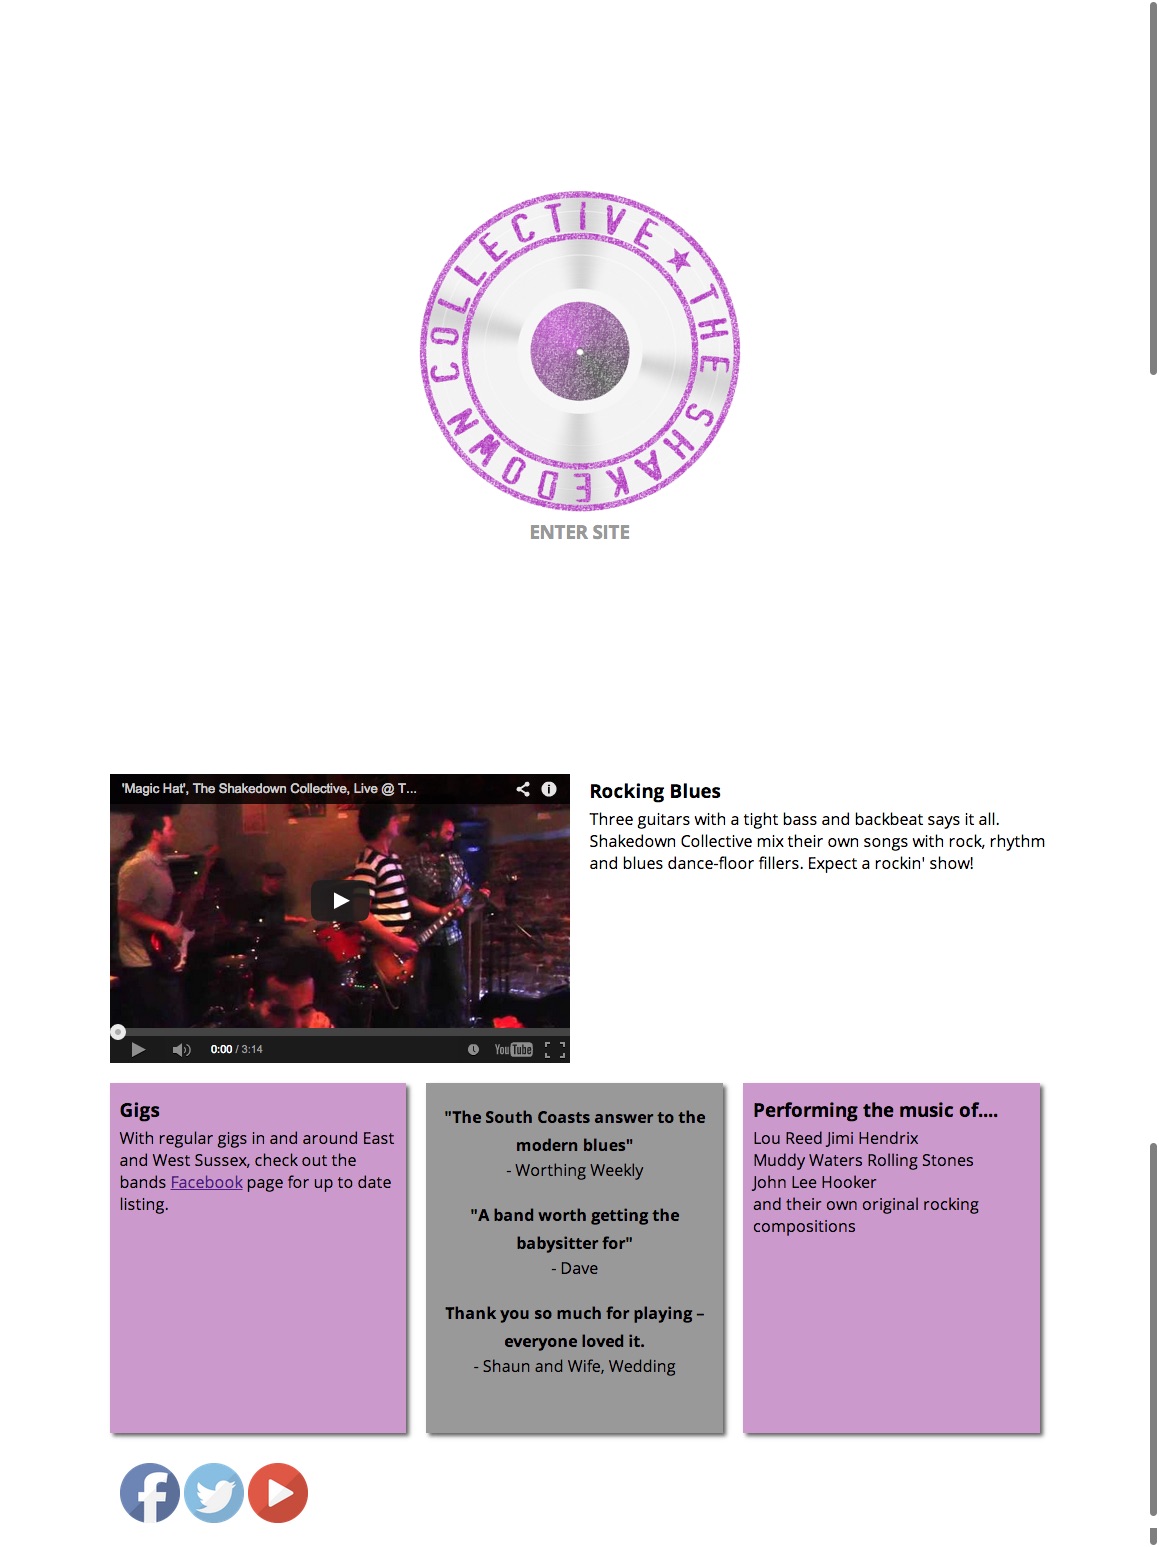 THE SHAKEDOWN COLLECTIVE ★
ENTER SITE
'Magic Hat', The Shakedown Collective, Live @ T...
0:00 / 3:14
YouTube
Rocking Blues
Three guitars with a tight bass and backbeat says it all.
Shakedown Collective mix their own songs with rock, rhythm
and blues dance-floor fillers. Expect a rockin' show!
Gigs
With regular gigs in and around East
and West Sussex, check out the
bands Facebook page for up to date
listing.
"The South Coasts answer to the
modern blues"
- Worthing Weekly
"A band worth getting the
babysitter for"
- Dave
Thank you so much for playing –
everyone loved it.
- Shaun and Wife, Wedding
Performing the music of....
Lou Reed Jimi Hendrix
Muddy Waters Rolling Stones
John Lee Hooker
and their own original rocking
compositions